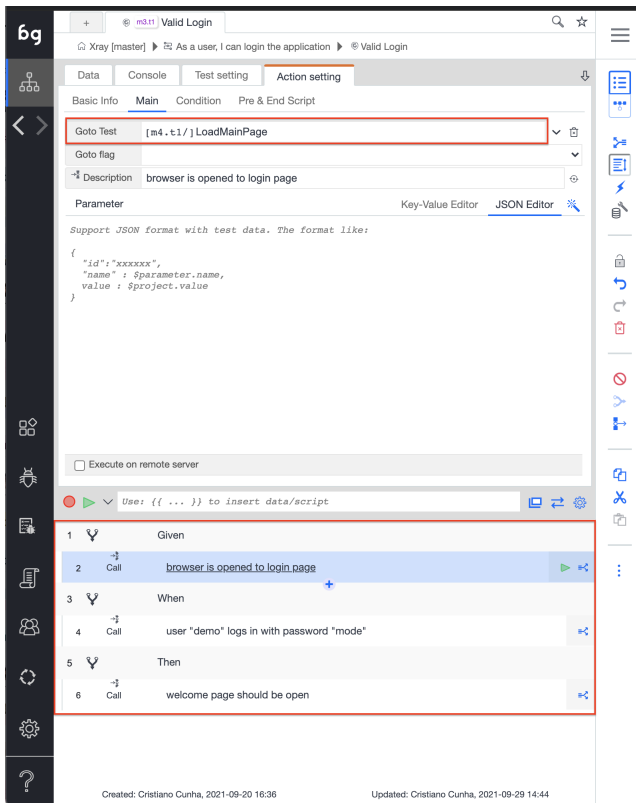 6g
+
m3.t1 Valid Login
Xray [master] ▶ As a user, I can login the application ▶ Valid Login
Data Console Test setting Action setting
Basic Info Main Condition Pre & End Script
Goto Test [m4.t1/]LoadMainPage
Goto flag
Description browser is opened to login page
Parameter Key-Value Editor JSON Editor
Support JSON format with test data. The format like:
{
"id":"xxxxxx",
"name" : $parameter.name,
value : $project.value
}
Execute on remote server
Use: {{ ... }} to insert data/script
1 Given
2 Call browser is opened to login page
3 When
4 Call user "demo" logs in with password "mode"
5 Then
6 Call welcome page should be open
Created: Cristiano Cunha, 2021-09-20 16:36 Updated: Cristiano Cunha, 2021-09-29 14:44